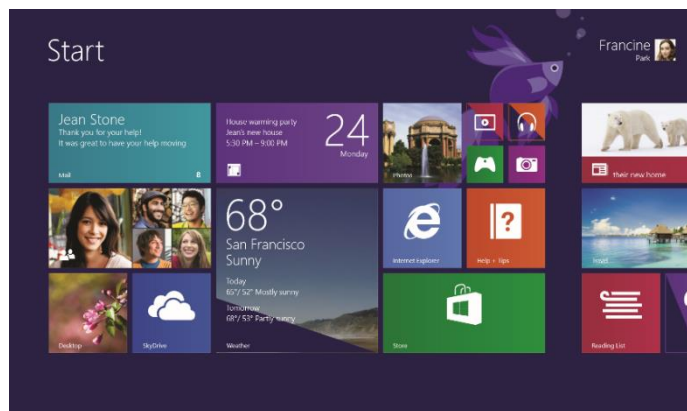 Start
Francine
Park
Jean Stone
Thank you for your help!
It was great to have your help moving.
Mail
8
House warming party
Jean's new house
5:30 PM – 9:00 PM
24
Monday
Photos
their new home
68°
San Francisco
Sunny
Today
65°/ 52° Mostly sunny
Tomorrow
68°/ 53° Partly sunny
Weather
Internet Explorer
Help + Tips
Travel
Desktop
SkyDrive
Store
Reading List